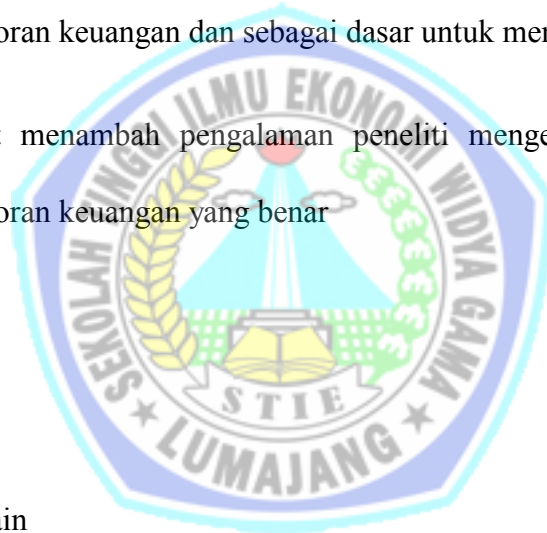 oran keuangan dan sebagai dasar untuk mer
menambah pengalaman peneliti menge
oran keuangan yang benar
SEKOLAH TINGGI ILMU EKONOMI WIDYA GAMA
STIE
LUMAJANG
ain